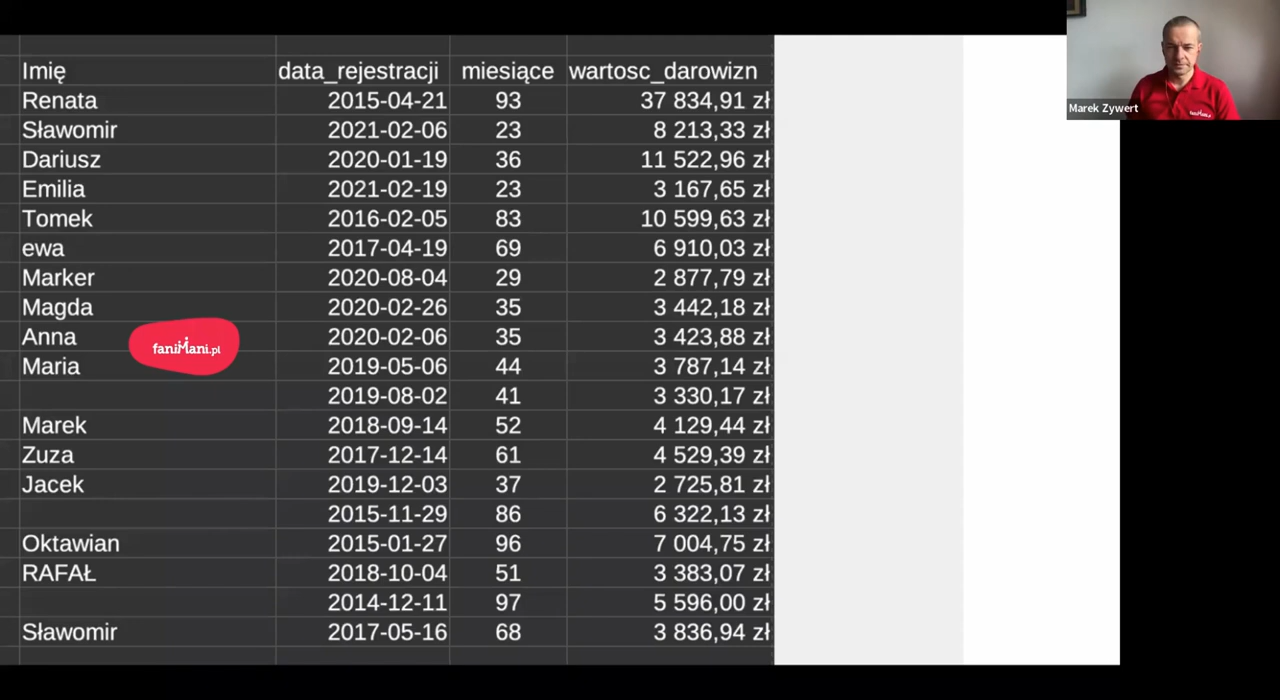 Imię data_rejestracji miesiące wartosc_darowizn
Renata 2015-04-21 93 37 834,91 zł
Sławomir 2021-02-06 23 8 213,33 zł
Dariusz 2020-01-19 36 11 522,96 zł
Emilia 2021-02-19 23 3 167,65 zł
Tomek 2016-02-05 83 10 599,63 zł
ewa 2017-04-19 69 6 910,03 zł
Marker 2020-08-04 29 2 877,79 zł
Magda 2020-02-26 35 3 442,18 zł
Anna 2020-02-06 35 3 423,88 zł
faniMani.pl
Maria 2019-05-06 44 3 787,14 zł
2019-08-02 41 3 330,17 zł
Marek 2018-09-14 52 4 129,44 zł
Zuza 2017-12-14 61 4 529,39 zł
Jacek 2019-12-03 37 2 725,81 zł
2015-11-29 86 6 322,13 zł
Oktawian 2015-01-27 96 7 004,75 zł
RAFAŁ 2018-10-04 51 3 383,07 zł
2014-12-11 97 5 596,00 zł
Sławomir 2017-05-16 68 3 836,94 zł
Marek Zywert
faniMani.pl